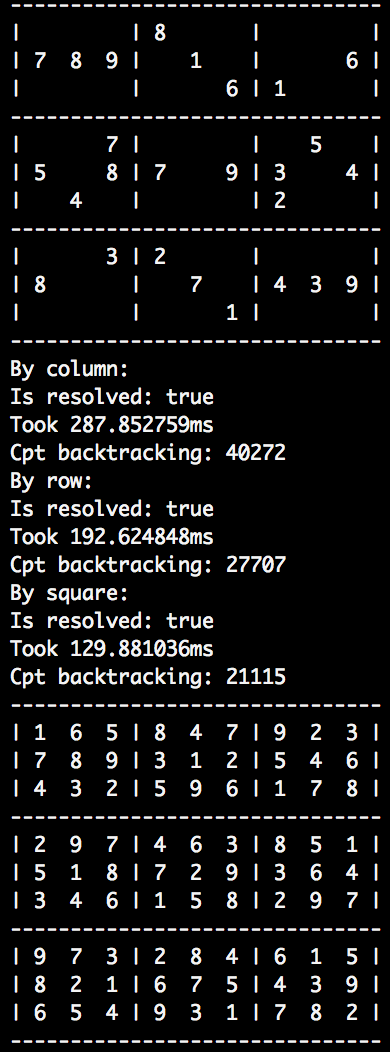 -------------------------------
|         | 8       |         |
| 7  8  9 |    1    |       6 |
|         |       6 | 1       |
-------------------------------
|       7 |         |    5    |
| 5     8 | 7     9 | 3     4 |
|    4    |         | 2       |
-------------------------------
|       3 | 2       |         |
| 8       |    7    | 4  3  9 |
|         |       1 |         |
-------------------------------
By column:
Is resolved: true
Took 287.852759ms
Cpt backtracking: 40272
By row:
Is resolved: true
Took 192.624848ms
Cpt backtracking: 27707
By square:
Is resolved: true
Took 129.881036ms
Cpt backtracking: 21115
-------------------------------
| 1  6  5 | 8  4  7 | 9  2  3 |
| 7  8  9 | 3  1  2 | 5  4  6 |
| 4  3  2 | 5  9  6 | 1  7  8 |
-------------------------------
| 2  9  7 | 4  6  3 | 8  5  1 |
| 5  1  8 | 7  2  9 | 3  6  4 |
| 3  4  6 | 1  5  8 | 2  9  7 |
-------------------------------
| 9  7  3 | 2  8  4 | 6  1  5 |
| 8  2  1 | 6  7  5 | 4  3  9 |
| 6  5  4 | 9  3  1 | 7  8  2 |
-------------------------------